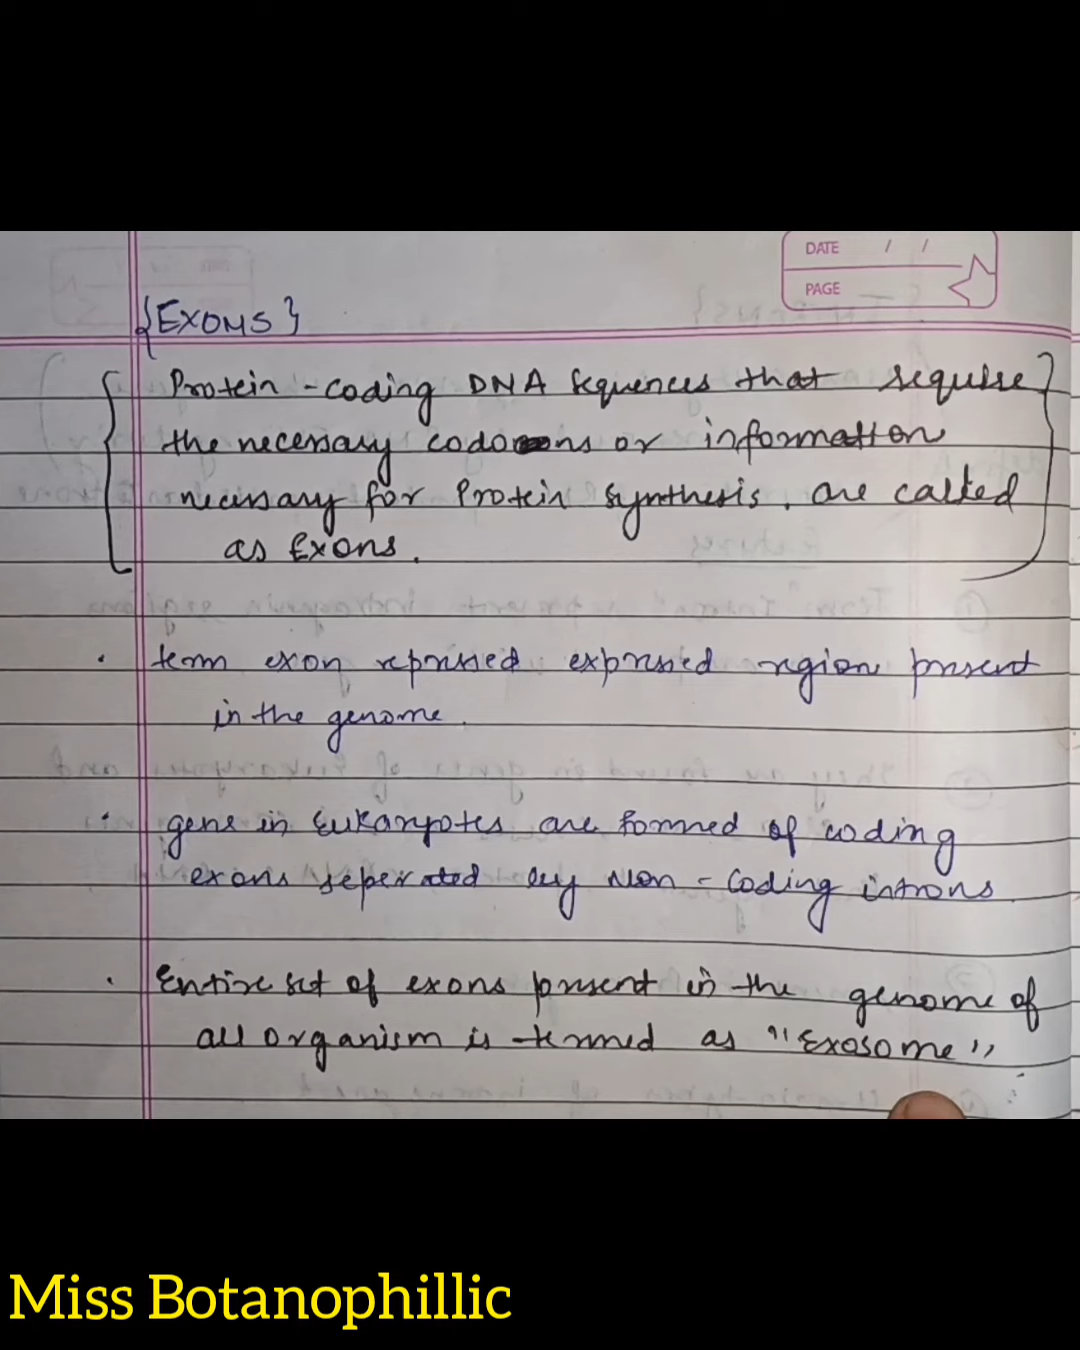 DATE / /
PAGE
{EXONS}
Protein-coding DNA sequences that require
the necessary codons or information
necessary for Protein synthesis. are called
as Exons.
. term exon repressed expressed region present
in the genome.
. gene in Eukaryotes are formed of coding
exons seperated by Non-Coding introns.
. Entire set of exons present in the genome of
all organism is termed as "Exosome"
Miss Botanophillic